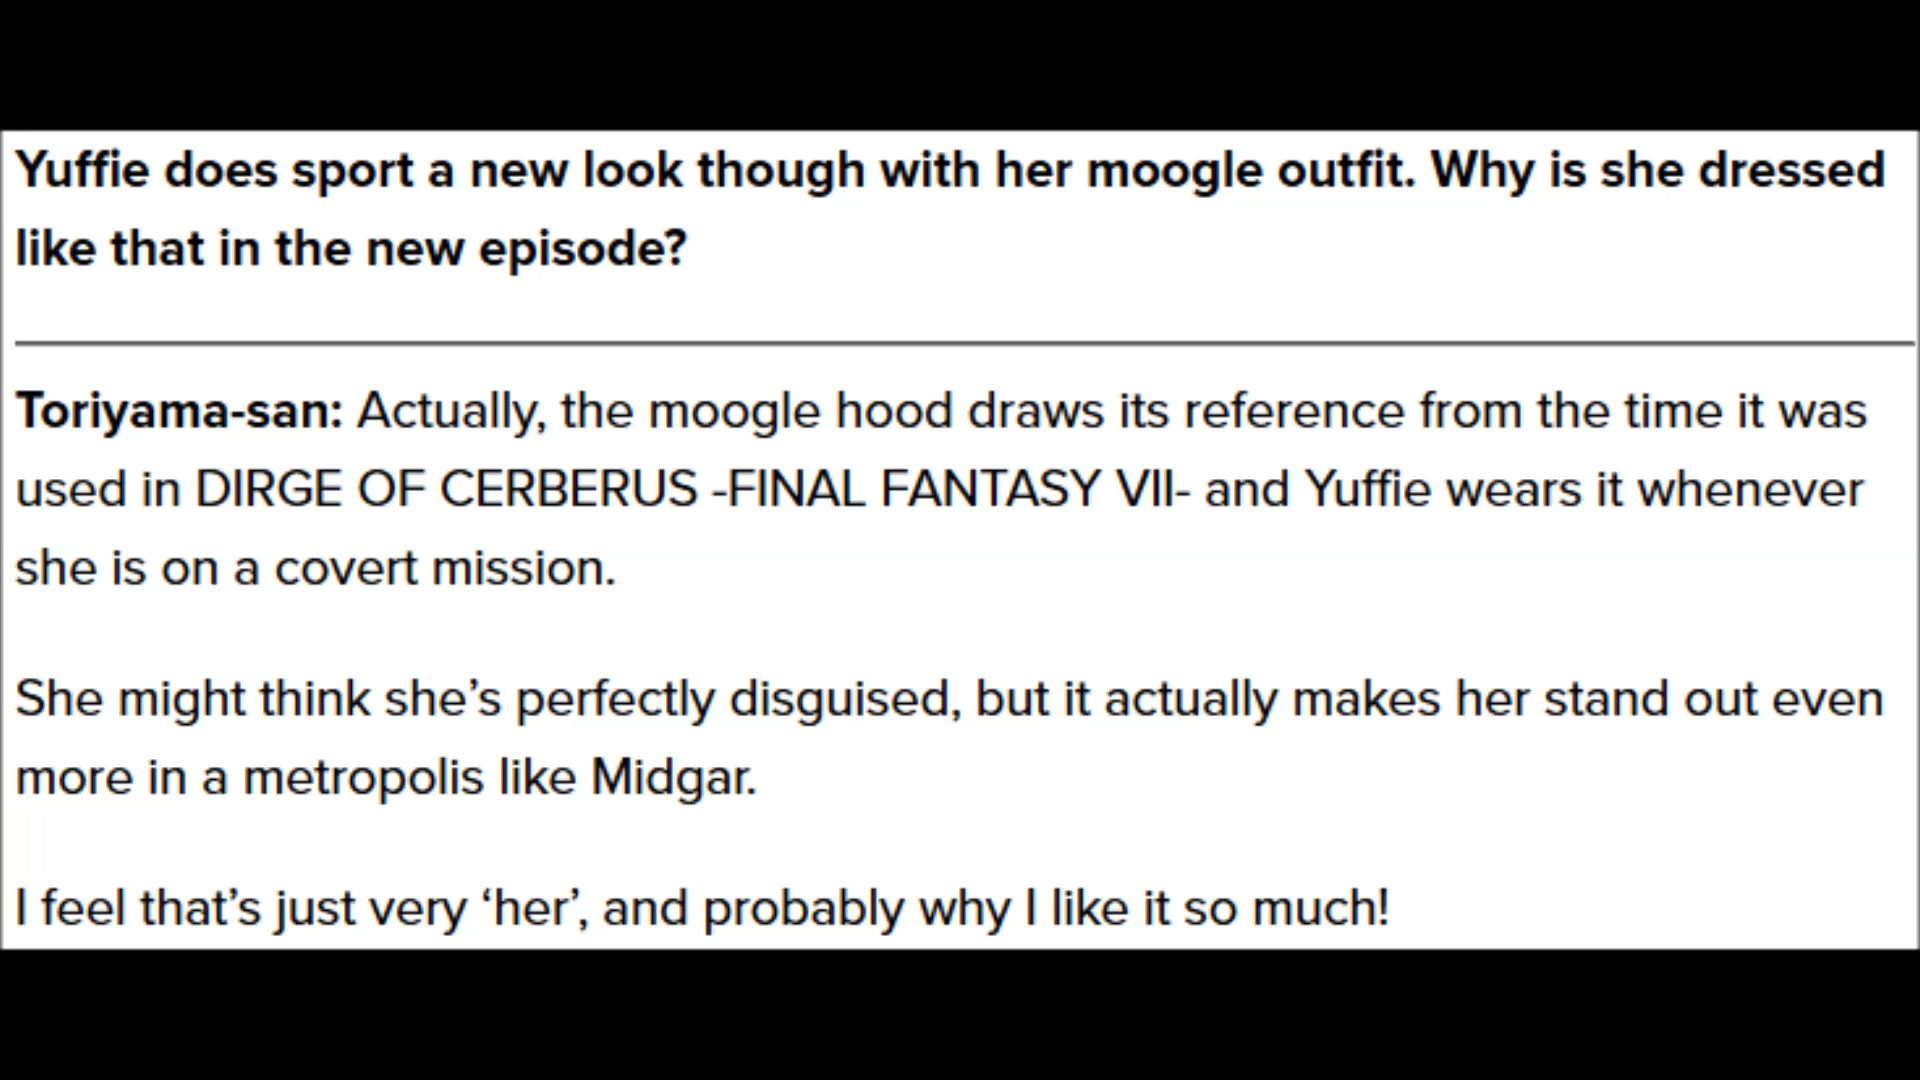 Yuffie does sport a new look though with her moogle outfit. Why is she dressed
like that in the new episode?
Toriyama-san: Actually, the moogle hood draws its reference from the time it was
used in DIRGE OF CERBERUS -FINAL FANTASY VII- and Yuffie wears it whenever
she is on a covert mission.
She might think she’s perfectly disguised, but it actually makes her stand out even
more in a metropolis like Midgar.
I feel that’s just very ‘her’, and probably why I like it so much!